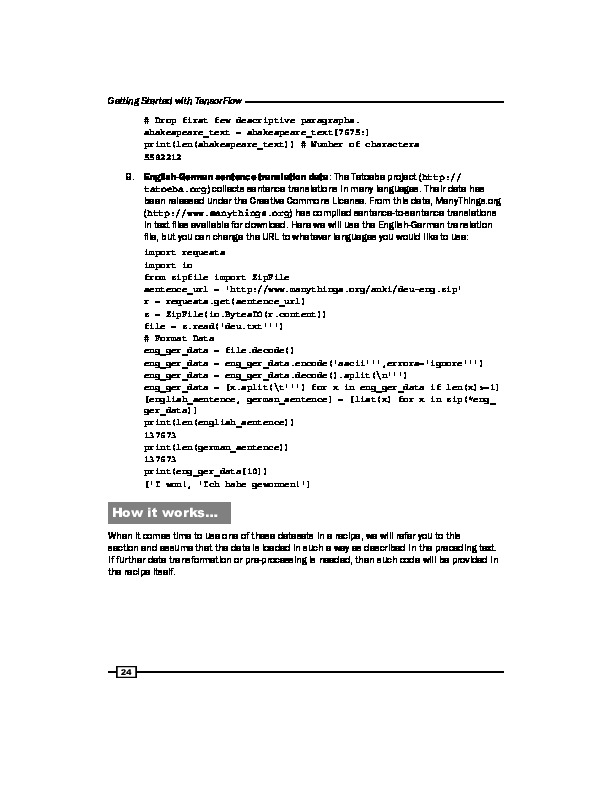 Getting Started with TensorFlow
# Drop first few descriptive paragraphs.
shakespeare_text = shakespeare_text[7675:]
print(len(shakespeare_text)) # Number of characters
5582212
9. English-German sentence translation data: The Tatoeba project (http://
tatoeba.org) collects sentence translations in many languages. Their data has
been released under the Creative Commons License. From this data, ManyThings.org
(http://www.manythings.org) has compiled sentence-to-sentence translations
in text files available for download. Here we will use the English-German translation
file, but you can change the URL to whatever languages you would like to use:
import requests
import io
from zipfile import ZipFile
sentence_url = 'http://www.manythings.org/anki/deu-eng.zip'
r = requests.get(sentence_url)
z = ZipFile(io.BytesIO(r.content))
file = z.read('deu.txt''')
# Format Data
eng_ger_data = file.decode()
eng_ger_data = eng_ger_data.encode('ascii''',errors='ignore''')
eng_ger_data = eng_ger_data.decode().split(\n''')
eng_ger_data = [x.split(\t''') for x in eng_ger_data if len(x)>=1]
[english_sentence, german_sentence] = [list(x) for x in zip(*eng_
ger_data)]
print(len(english_sentence))
137673
print(len(german_sentence))
137673
print(eng_ger_data[10])
['I won!, 'Ich habe gewonnen!']
How it works...
When it comes time to use one of these datasets in a recipe, we will refer you to this
section and assume that the data is loaded in such a way as described in the preceding text.
If further data transformation or pre-processing is needed, then such code will be provided in
the recipe itself.
24